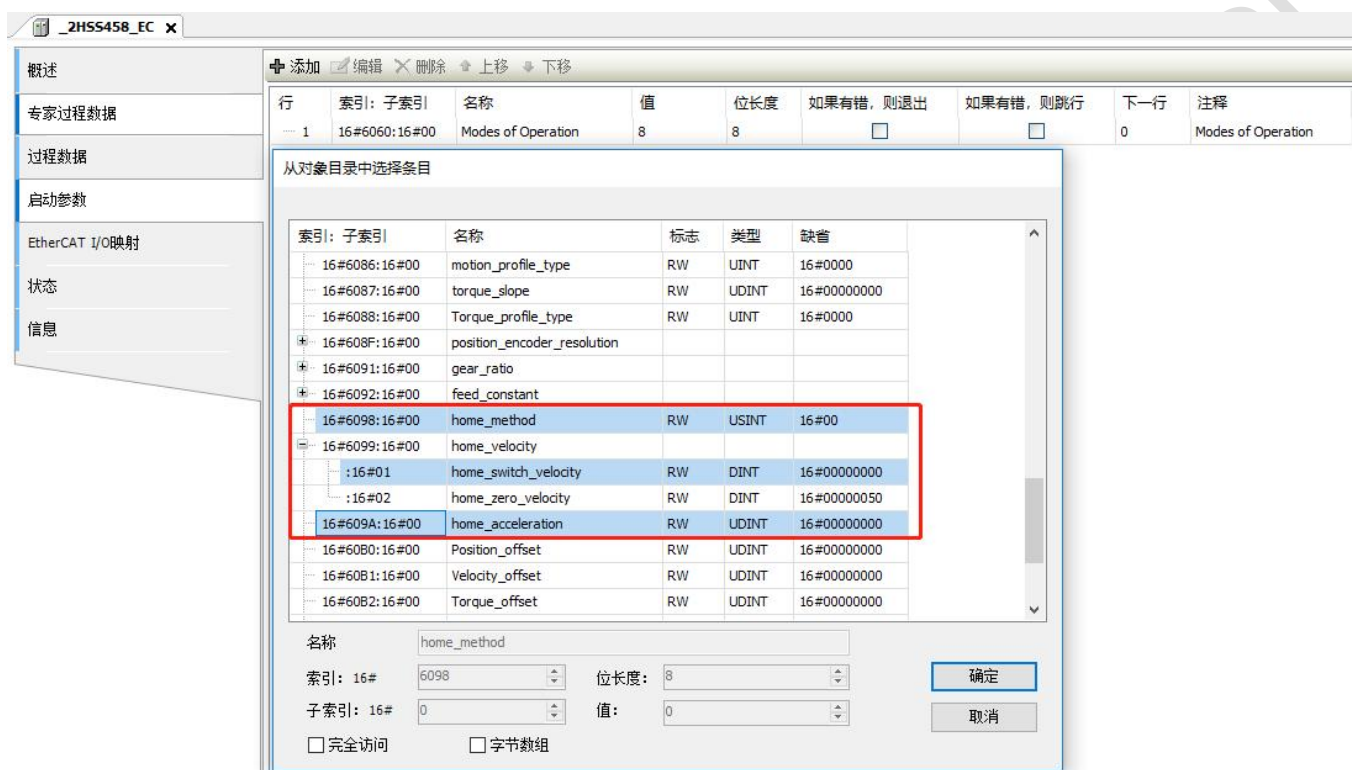 _2HSS458_EC X
概述
专家过程数据
过程数据
启动参数
EtherCAT I/O映射
状态
信息
添加 编辑 删除 上移 下移
行 索引: 子索引 名称 值 位长度 如果有错，则退出 如果有错，则跳行 下一行 注释
1 16#6060:16#00 Modes of Operation 8 8 0 Modes of Operation
从对象目录中选择条目
索引: 子索引 名称 标志 类型 缺省
16#6086:16#00 motion_profile_type RW UINT 16#0000
16#6087:16#00 torque_slope RW UDINT 16#00000000
16#6088:16#00 Torque_profile_type RW UINT 16#0000
16#608F:16#00 position_encoder_resolution
16#6091:16#00 gear_ratio
16#6092:16#00 feed_constant
16#6098:16#00 home_method RW USINT 16#00
16#6099:16#00 home_velocity
:16#01 home_switch_velocity RW DINT 16#00000000
:16#02 home_zero_velocity RW DINT 16#00000050
16#609A:16#00 home_acceleration RW UDINT 16#00000000
16#60B0:16#00 Position_offset RW UDINT 16#00000000
16#60B1:16#00 Velocity_offset RW UDINT 16#00000000
16#60B2:16#00 Torque_offset RW UDINT 16#00000000
名称 home_method
索引: 16# 6098 位长度: 8 确定
子索引: 16# 0 值: 0 取消
完全访问 字节数组